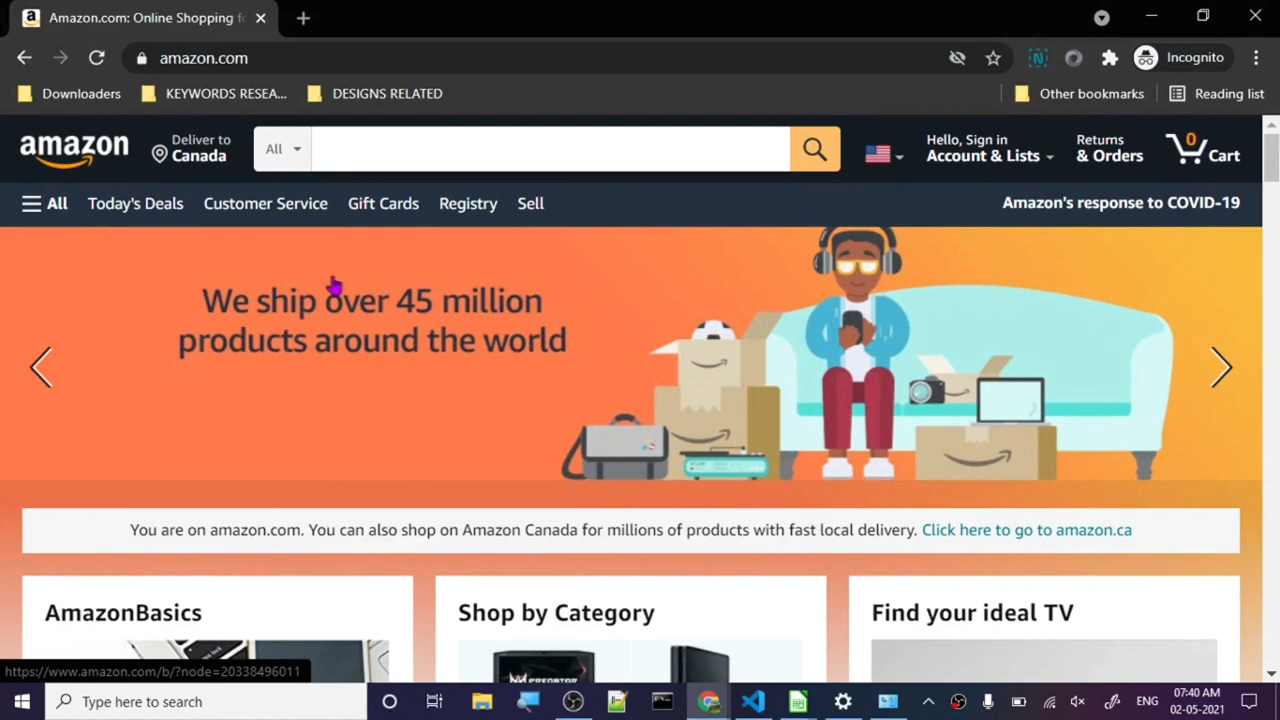 Amazon.com: Online Shopping fo
amazon.com
Incognito
Downloaders
KEYWORDS RESEA...
DESIGNS RELATED
Other bookmarks
Reading list
amazon
Deliver to
Canada
All
Hello, Sign in
Account & Lists
Returns
& Orders
0
Cart
All
Today's Deals
Customer Service
Gift Cards
Registry
Sell
Amazon's response to COVID-19
We ship over 45 million
products around the world
You are on amazon.com. You can also shop on Amazon Canada for millions of products with fast local delivery. Click here to go to amazon.ca
AmazonBasics
Shop by Category
Find your ideal TV
PREDATOR
https://www.amazon.com/b/?node=20338496011
Type here to search
ENG
07:40 AM
02-05-2021